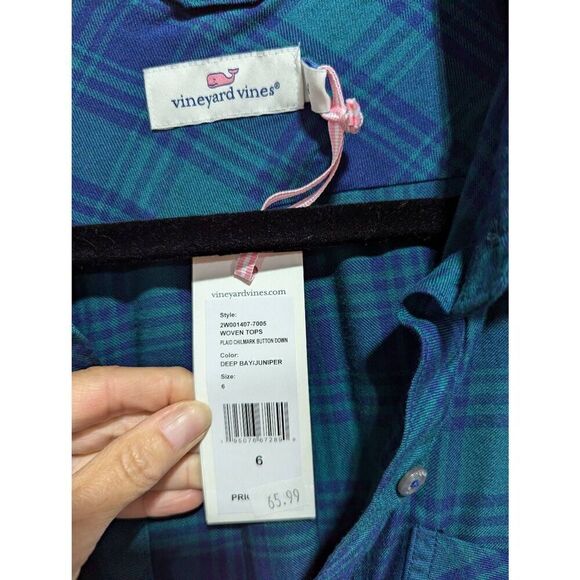 vineyard vines®
vineyardvines.com
Style:
2W001407-7005
WOVEN TOPS
PLAID CHILMARK BUTTON DOWN
Color:
DEEP BAY/JUNIPER
Size:
6
6
PRI
65.99